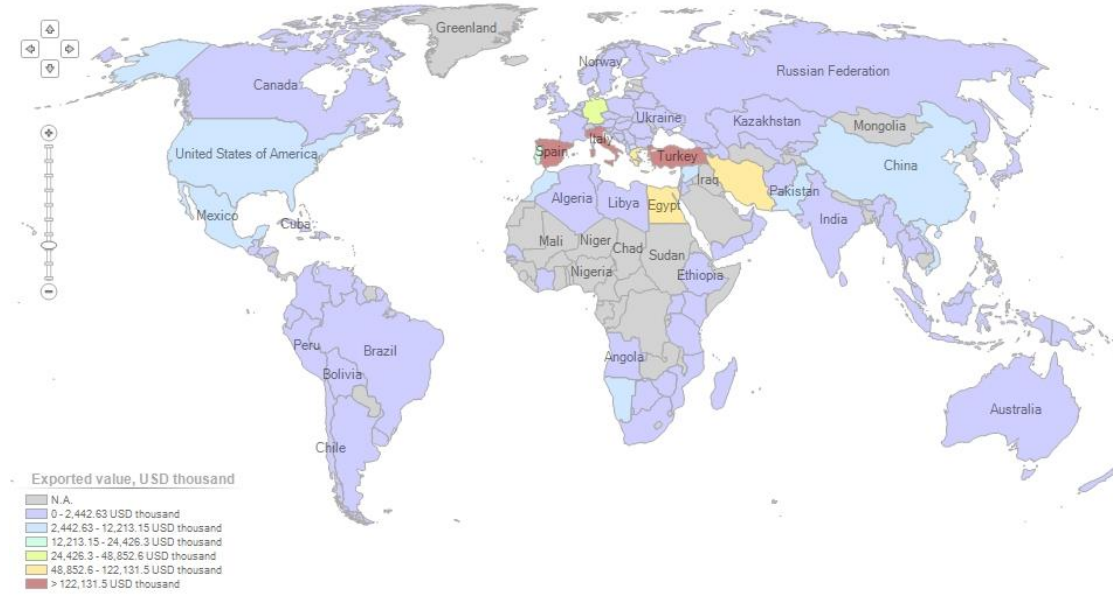 Greenland
Norway
Russian Federation
Canada
Ukraine
Kazakhstan
Mongolia
Italy
Spain
Turkey
United States of America
China
Iraq
Pakistan
Algeria
Libya
Egypt
Mexico
Cuba
India
Mali
Niger
Chad
Sudan
Nigeria
Ethiopia
Peru
Brazil
Angola
Bolivia
Australia
Chile
Exported value, USD thousand
N.A.
0 - 2,442.63 USD thousand
2,442.63 - 12,213.15 USD thousand
12,213.15 - 24,426.3 USD thousand
24,426.3 - 48,852.6 USD thousand
48,852.6 - 122,131.5 USD thousand
> 122,131.5 USD thousand